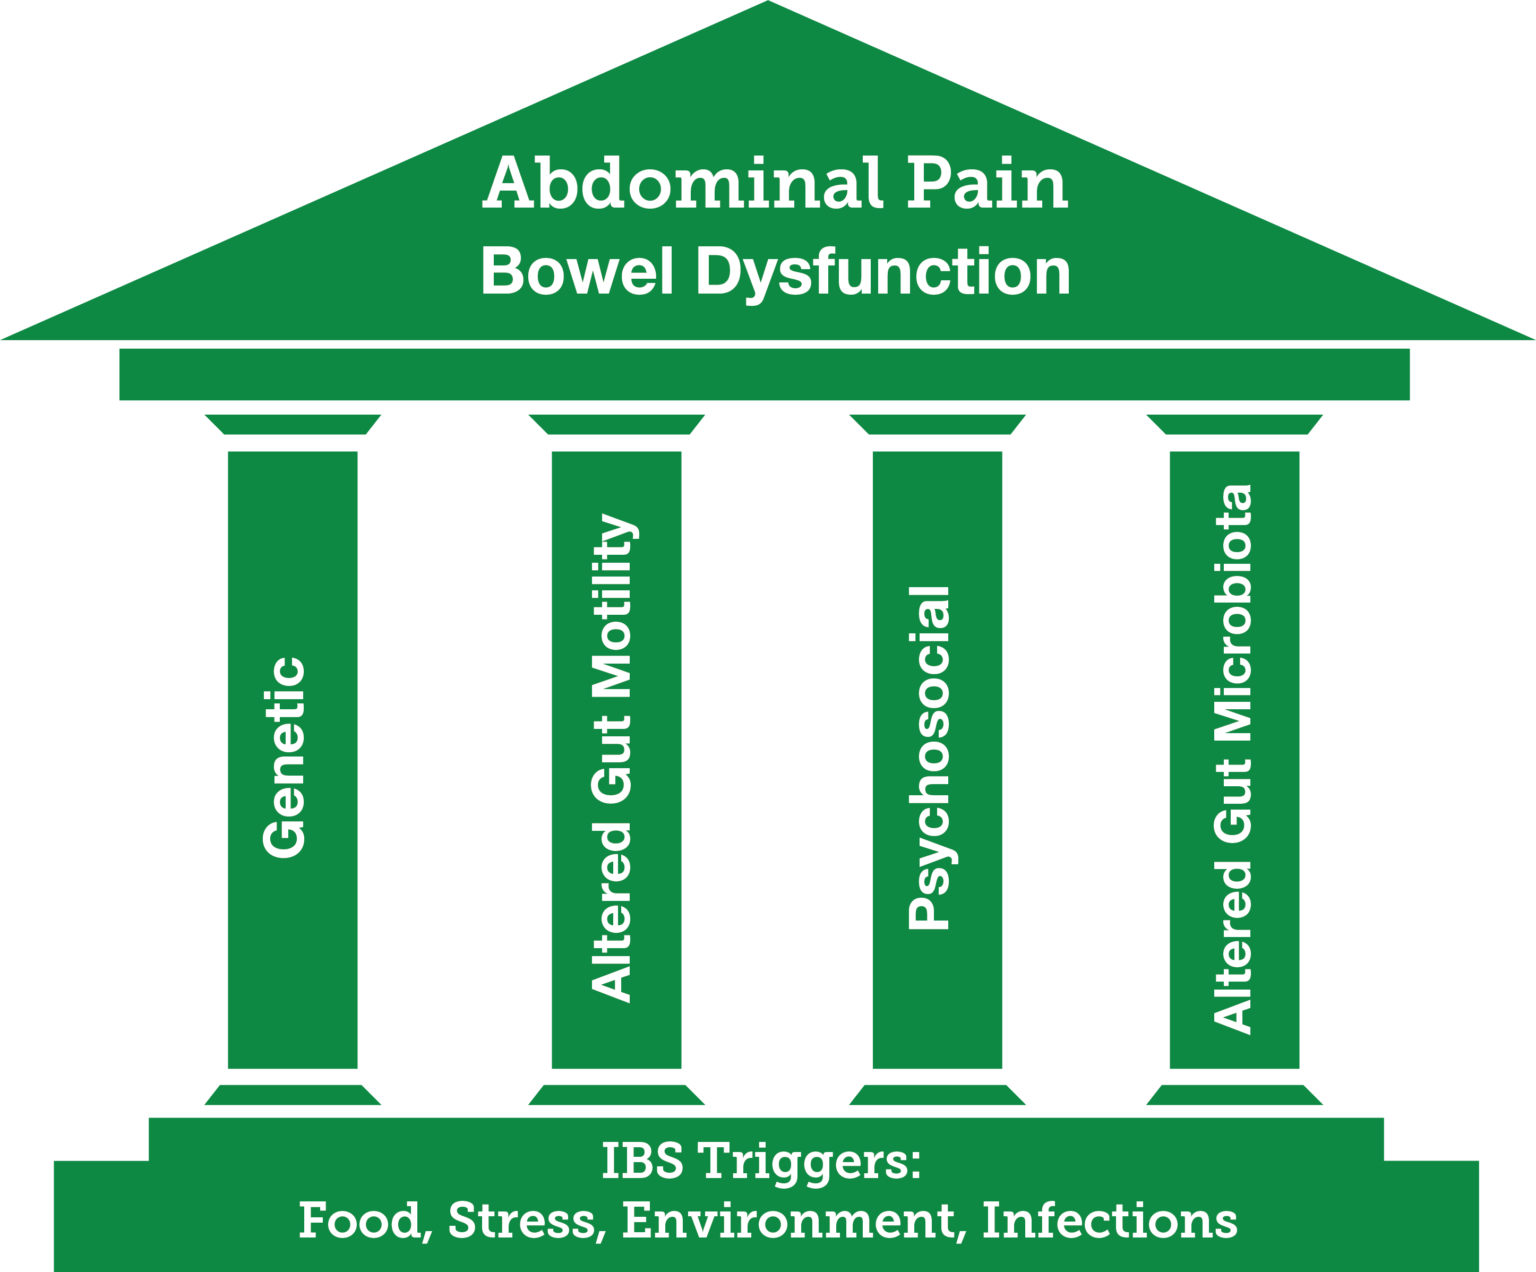 Abdominal Pain
Bowel Dysfunction
Genetic
Altered Gut Motility
Psychosocial
Altered Gut Microbiota
IBS Triggers:
Food, Stress, Environment, Infections